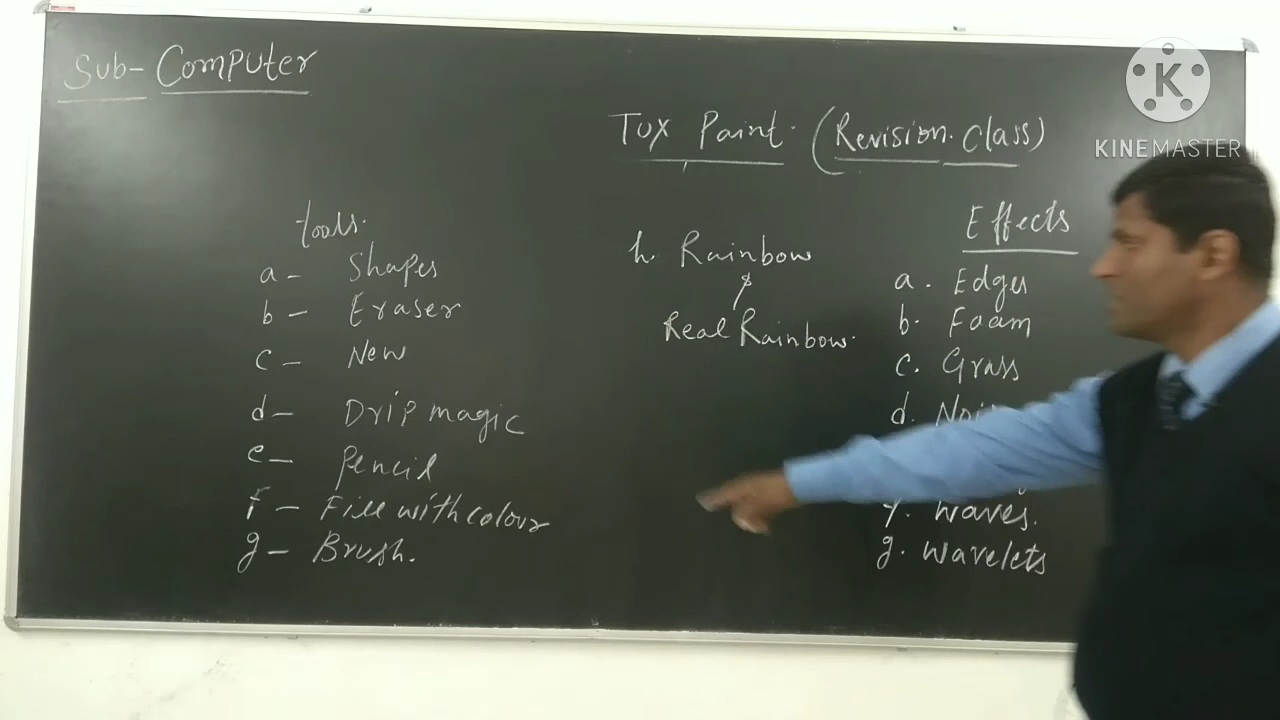 Sub- Computer
Tux Paint. (Revision. Class)
tools.
a- Shapes
b- Eraser
c- New
d- Drip magic
e- Pencil
f- Fill with colour
g- Brush.
h. Rainbow
&
Real Rainbow.
Effects
a. Edges
b. Foam
c. Grass
d.
f. Waves.
g. Wavelets
K
KINEMASTER